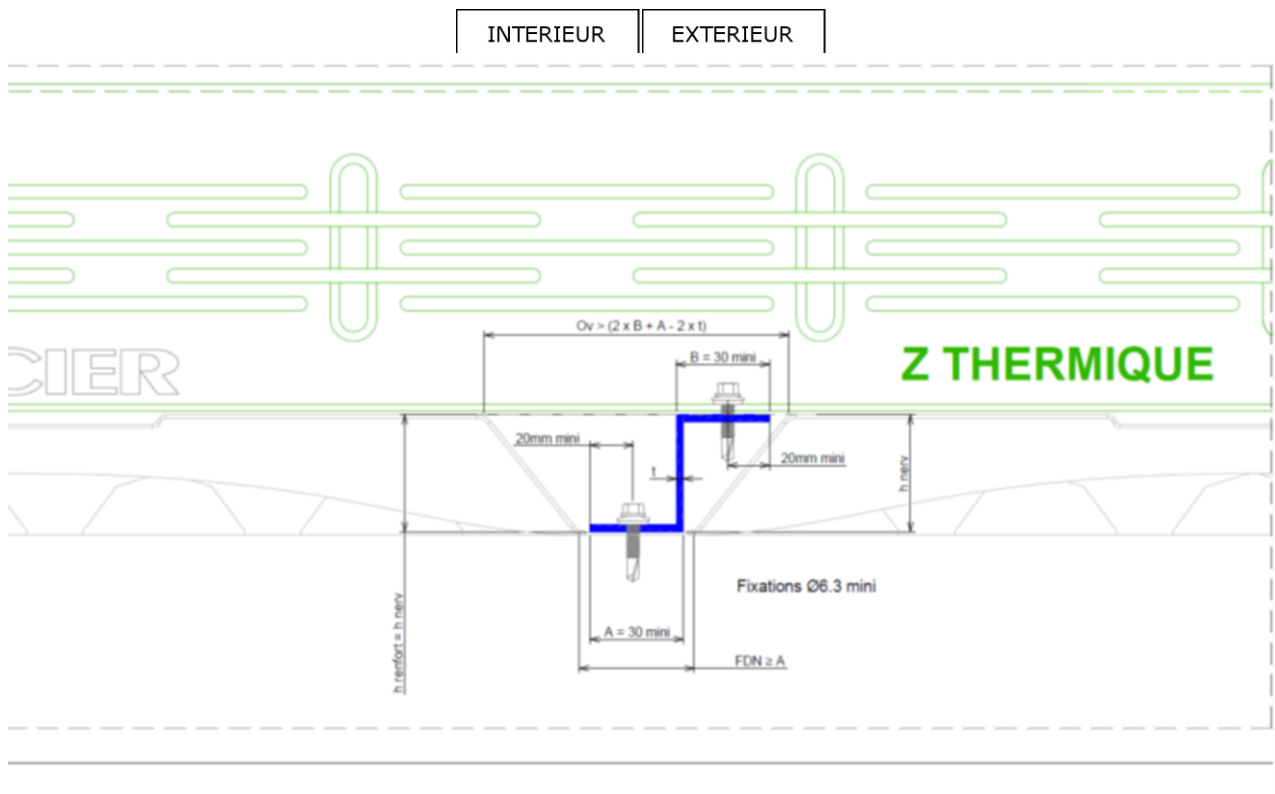 INTERIEUR
EXTERIEUR
Ov > (2 x B + A - 2 x t)
CIER
Z THERMIQUE
B = 30 mini
20mm mini
20mm mini
t
h nerv
h renfort = h nerv
Fixations Ø6.3 mini
A = 30 mini
FDN ≥ A